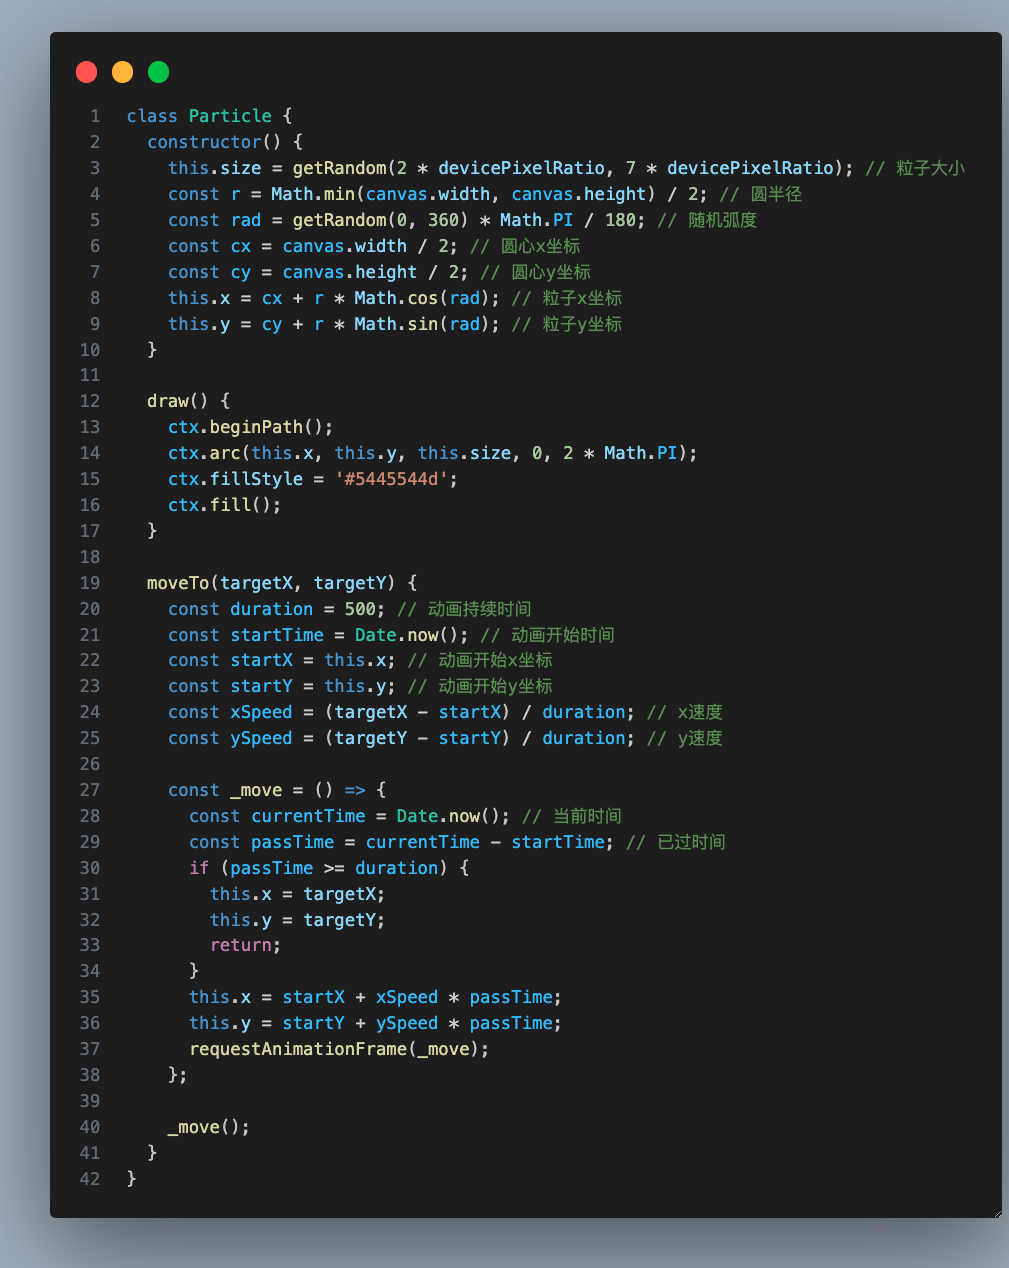 1 class Particle {
2 constructor() {
3 this.size = getRandom(2 * devicePixelRatio, 7 * devicePixelRatio); // 粒子大小
4 const r = Math.min(canvas.width, canvas.height) / 2; // 圆半径
5 const rad = getRandom(0, 360) * Math.PI / 180; // 随机弧度
6 const cx = canvas.width / 2; // 圆心x坐标
7 const cy = canvas.height / 2; // 圆心y坐标
8 this.x = cx + r * Math.cos(rad); // 粒子x坐标
9 this.y = cy + r * Math.sin(rad); // 粒子y坐标
10 }
11
12 draw() {
13 ctx.beginPath();
14 ctx.arc(this.x, this.y, this.size, 0, 2 * Math.PI);
15 ctx.fillStyle = '#5445544d';
16 ctx.fill();
17 }
18
19 moveTo(targetX, targetY) {
20 const duration = 500; // 动画持续时间
21 const startTime = Date.now(); // 动画开始时间
22 const startX = this.x; // 动画开始x坐标
23 const startY = this.y; // 动画开始y坐标
24 const xSpeed = (targetX - startX) / duration; // x速度
25 const ySpeed = (targetY - startY) / duration; // y速度
26
27 const _move = () => {
28 const currentTime = Date.now(); // 当前时间
29 const passTime = currentTime - startTime; // 已过时间
30 if (passTime >= duration) {
31 this.x = targetX;
32 this.y = targetY;
33 return;
34 }
35 this.x = startX + xSpeed * passTime;
36 this.y = startY + ySpeed * passTime;
37 requestAnimationFrame(_move);
38 };
39
40 _move();
41 }
42 }